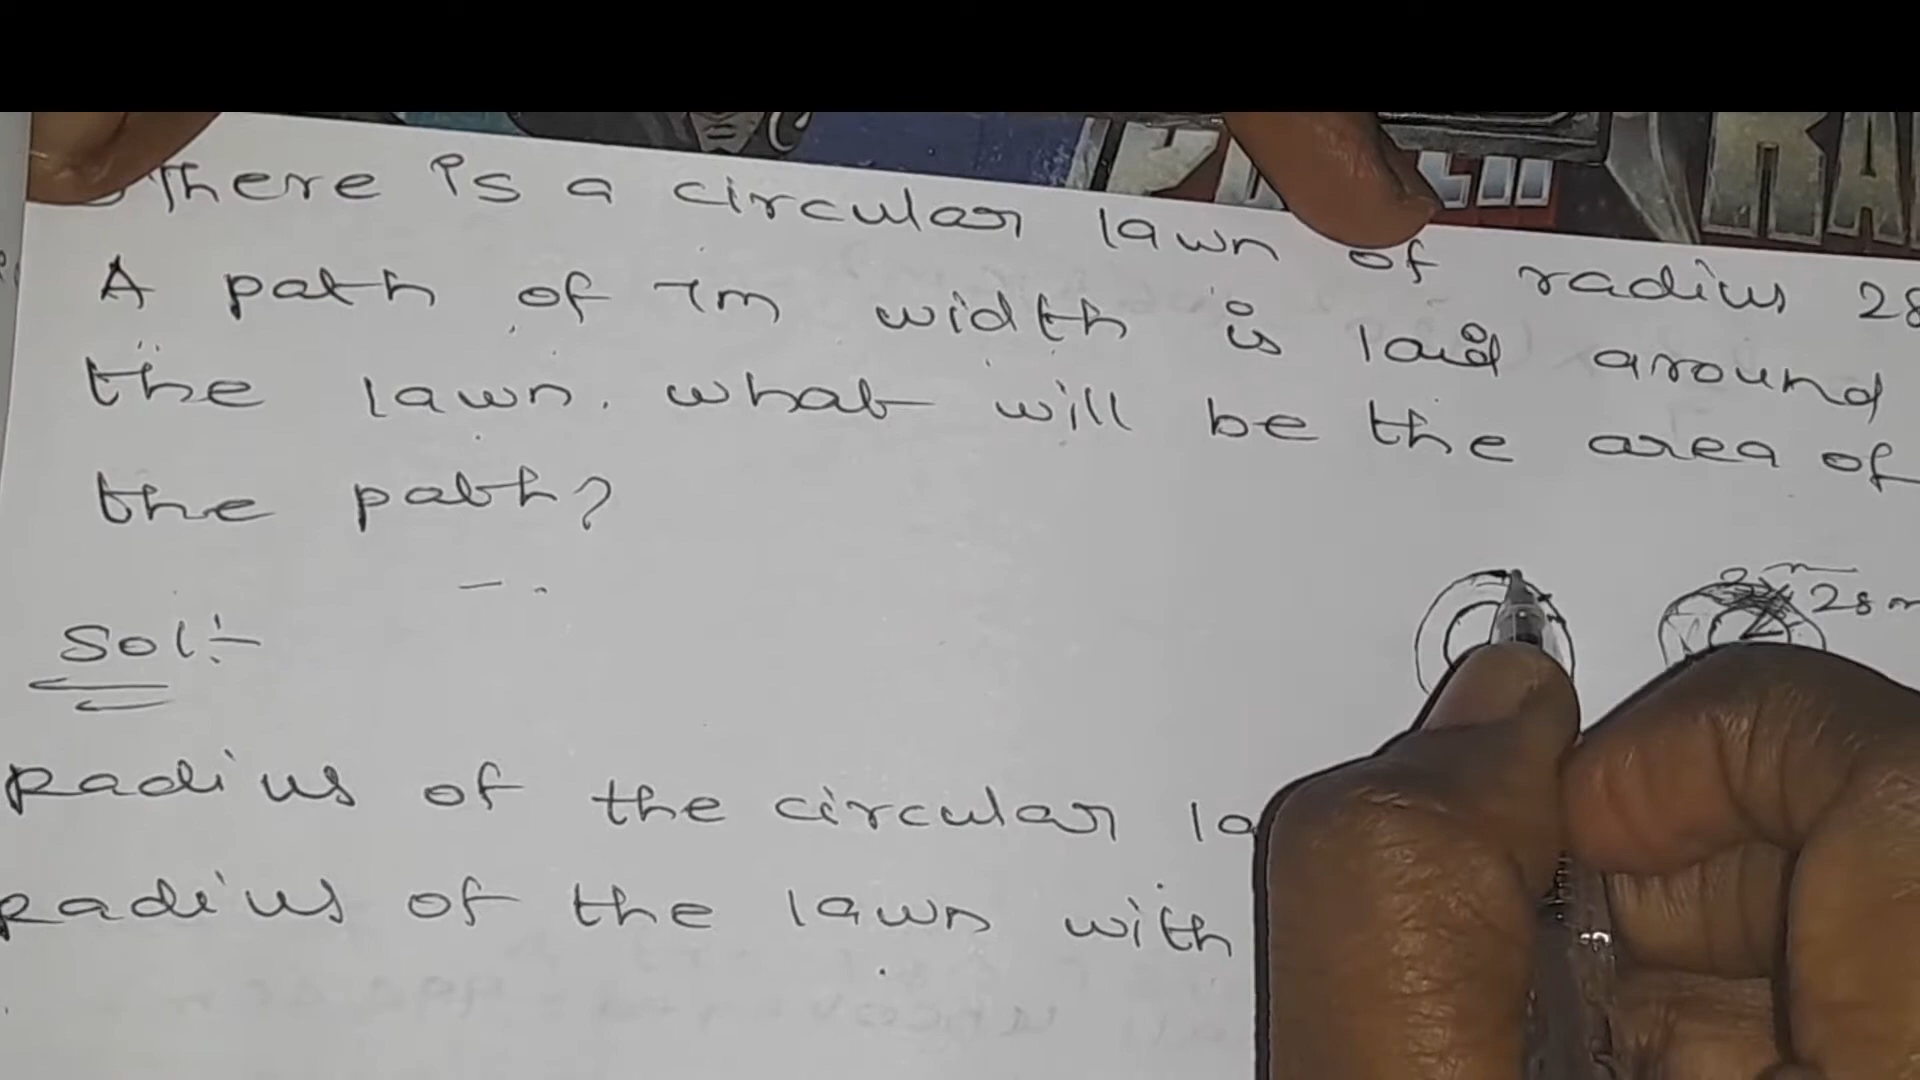 There is a circular lawn of radius 28
A path of 7m width is laid around
the lawn. what will be the area of
the path?
Sol:-
28m
Radius of the circular
Radius of the lawn with